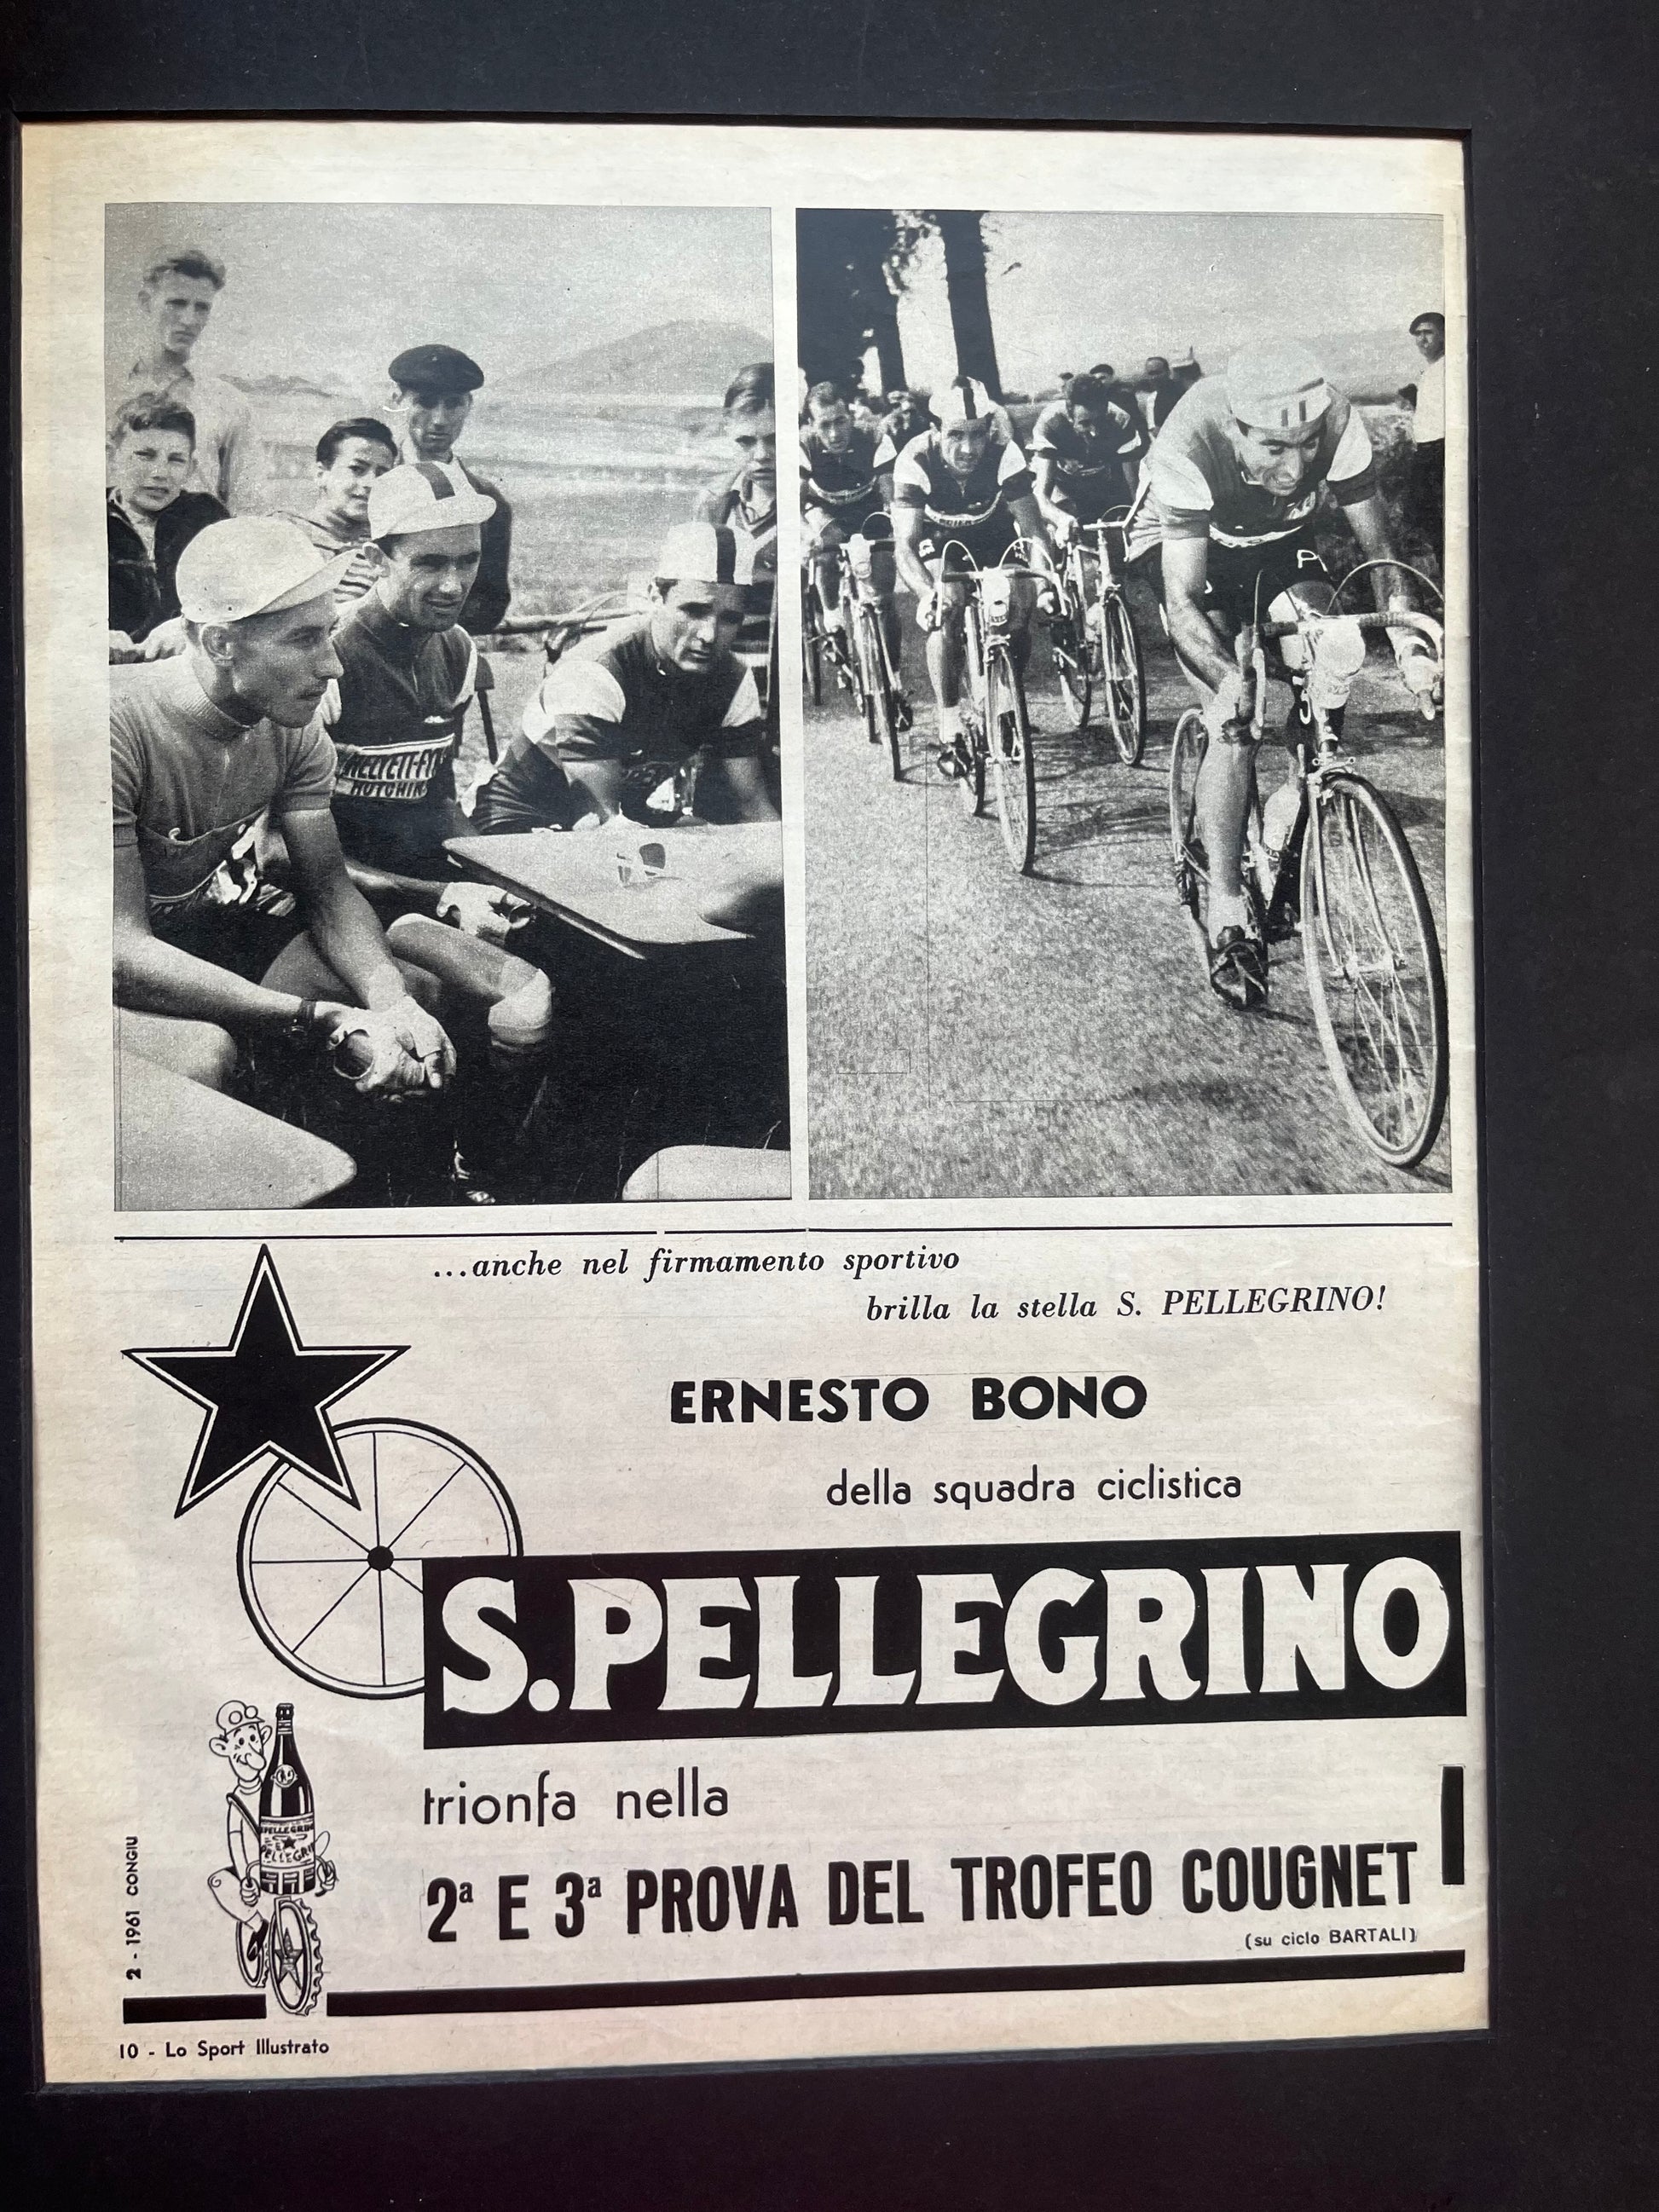 HUTCHIN
...anche nel firmamento sportivo
brilla la stella S. PELLEGRINO!
ERNESTO BONO
della squadra ciclistica
S.PELLEGRINO
trionfa nella
2ª E 3ª PROVA DEL TROFEO COUGNET
(su ciclo BARTALI)
2 - 1961 CONGIU
10 - Lo Sport Illustrato